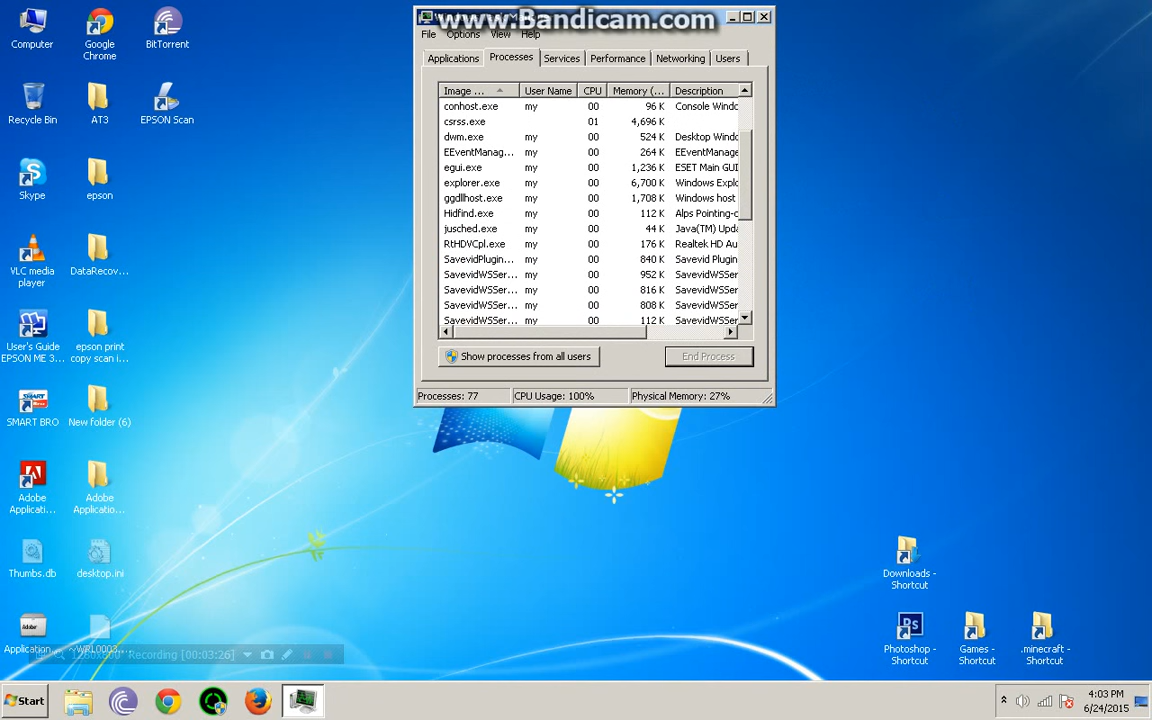 www.Bandicam.com
File Options View Help
Applications Processes Services Performance Networking Users
Image ... User Name CPU Memory (... Description
conhost.exe my 00 96 K Console Windo
csrss.exe 01 4,696 K
dwm.exe my 00 524 K Desktop Windo
EEventManag... my 00 264 K EEventManage
egui.exe my 00 1,236 K ESET Main GUI
explorer.exe my 00 6,700 K Windows Explo
ggdllhost.exe my 00 1,708 K Windows host
Hidfind.exe my 00 112 K Alps Pointing-c
jusched.exe my 00 44 K Java(TM) Upda
RtHDVCpl.exe my 00 176 K Realtek HD Au
SavevidPlugin... my 00 840 K Savevid Plugin
SavevidWSSer... my 00 952 K SavevidWSSer
SavevidWSSer... my 00 816 K SavevidWSSer
SavevidWSSer... my 00 808 K SavevidWSSer
SavevidWSSer... my 00 112 K SavevidWSSer
Show processes from all users End Process
Processes: 77 CPU Usage: 100% Physical Memory: 27%
Computer
Google
Chrome
BitTorrent
Recycle Bin
AT3
EPSON Scan
Skype
epson
VLC media
player
DataRecov...
User's Guide
EPSON ME 3...
epson print
copy scan i...
SMART BRO
New folder (6)
Adobe
Applicati...
Adobe
Applicatio...
Thumbs.db
desktop.ini
Adobe
Application...
~WRL0003...
1280x800 Recording [00:03:26]
Downloads -
Shortcut
Ps
Photoshop -
Shortcut
Games -
Shortcut
.minecraft -
Shortcut
Start
4:03 PM
6/24/2015